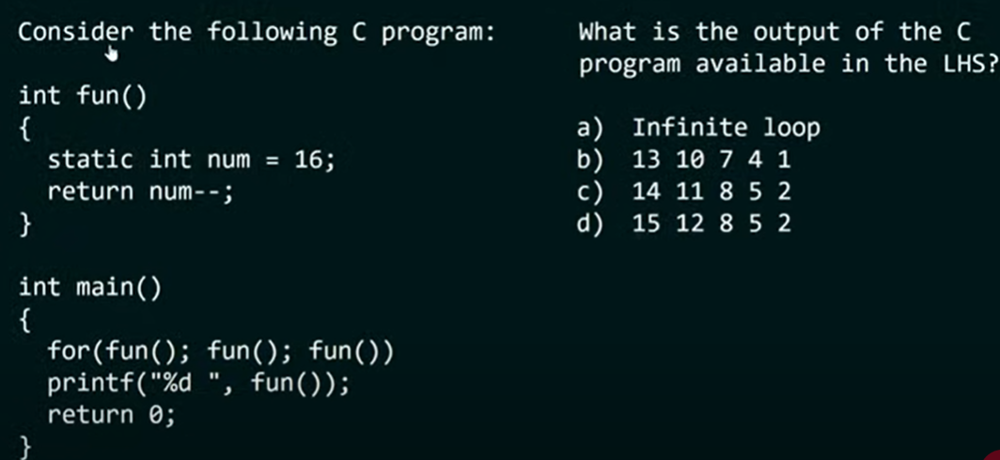 Consider the following C program:
int fun()
{
static int num = 16;
return num--;
}
int main()
{
for(fun(); fun(); fun())
printf("%d ", fun());
return 0;
}
What is the output of the C
program available in the LHS?
a) Infinite loop
b) 13 10 7 4 1
c) 14 11 8 5 2
d) 15 12 8 5 2